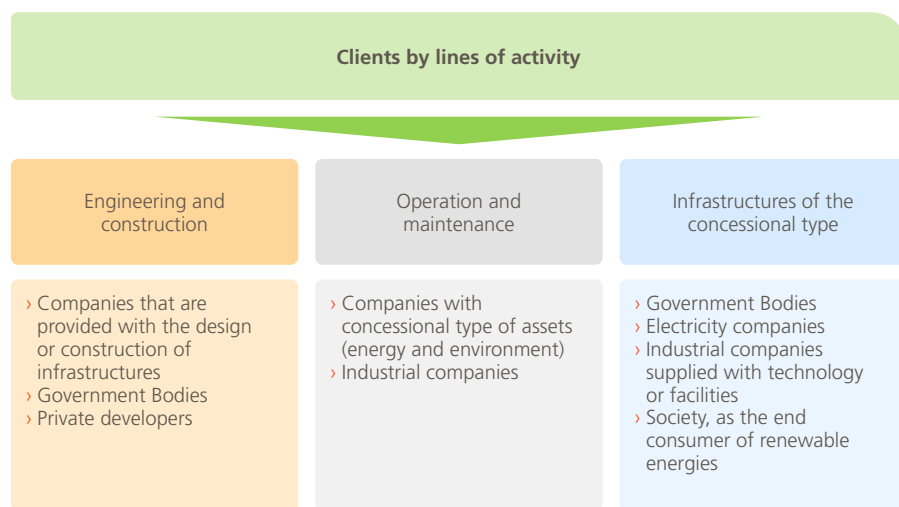 Clients by lines of activity
Engineering and
construction
Operation and
maintenance
Infrastructures of the
concessional type
› Companies that are
provided with the design
or construction of
infrastructures
› Government Bodies
› Private developers
› Companies with
concessional type of assets
(energy and environment)
› Industrial companies
› Government Bodies
› Electricity companies
› Industrial companies
supplied with technology
or facilities
› Society, as the end
consumer of renewable
energies